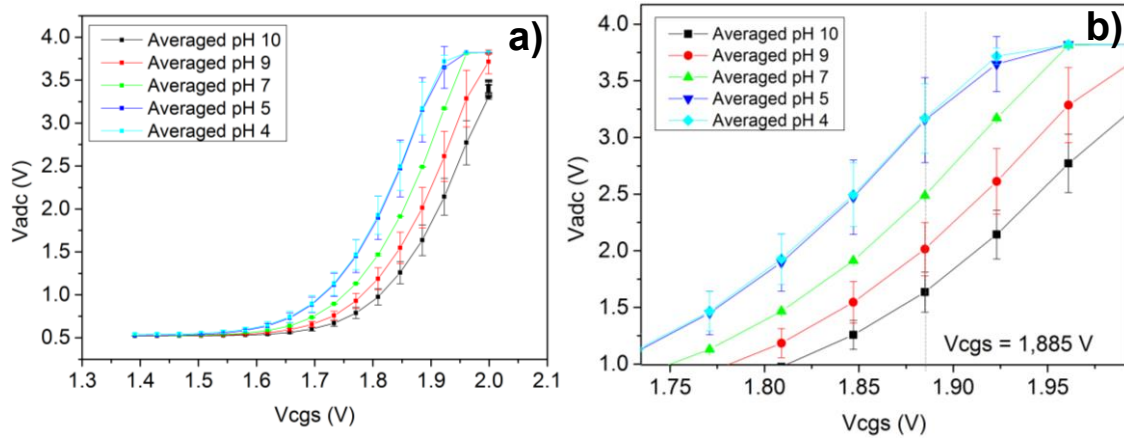 a)
Averaged pH 10
Averaged pH 9
Averaged pH 7
Averaged pH 5
Averaged pH 4
4.0
3.5
3.0
2.5
2.0
1.5
1.0
0.5
Vadc (V)
1.3 1.4 1.5 1.6 1.7 1.8 1.9 2.0 2.1
Vcgs (V)
b)
Averaged pH 10
Averaged pH 9
Averaged pH 7
Averaged pH 5
Averaged pH 4
4.0
3.5
3.0
2.5
2.0
1.5
1.0
Vadc (V)
Vcgs = 1,885 V
1.75 1.80 1.85 1.90 1.95
Vcgs (V)